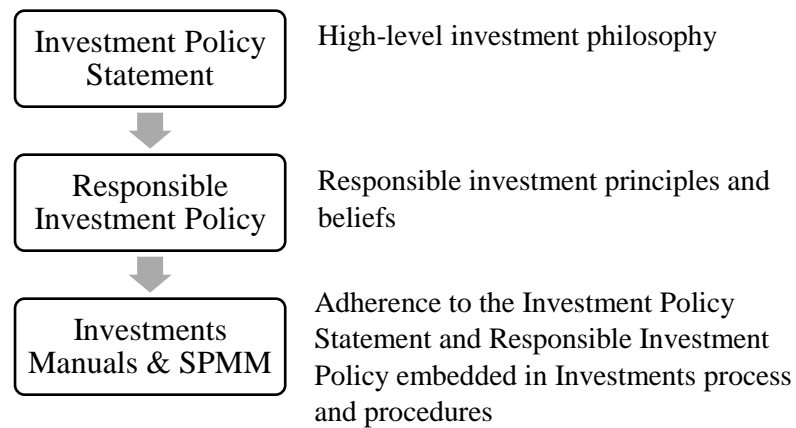 Investment Policy
Statement
High-level investment philosophy
Responsible
Investment Policy
Responsible investment principles and
beliefs
Investments
Manuals & SPMM
Adherence to the Investment Policy
Statement and Responsible Investment
Policy embedded in Investments process
and procedures